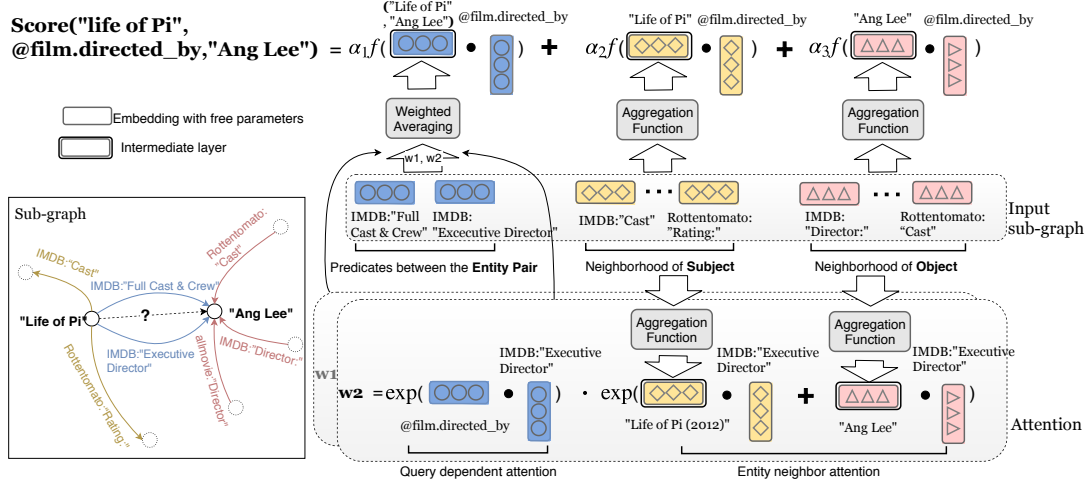 Score("life of Pi",
@film.directed_by,"Ang Lee") = α1f(
("Life of Pi"
, "Ang Lee")
@film.directed_by
) +
α2f(
"Life of Pi"
@film.directed_by
) +
α3f(
"Ang Lee"
@film.directed_by
)
Embedding with free parameters
Intermediate layer
Weighted
Averaging
Aggregation
Function
Aggregation
Function
w1, w2
IMDB:"Full
Cast & Crew"
IMDB:
"Excecutive Director"
Predicates between the Entity Pair
...
IMDB:"Cast"
Rottentomato:
"Rating:"
Neighborhood of Subject
...
IMDB:
"Director:"
Rottentomato:
"Cast"
Neighborhood of Object
Input
sub-graph
Sub-graph
IMDB:"Cast"
Rottentomato:
"Cast"
IMDB:"Full Cast & Crew"
"Life of Pi"
?
"Ang Lee"
IMDB:"Executive
Director"
Rottentomato:"Rating:"
allmovie:"Director"
IMDB:"Director:"
Aggregation
Function
Aggregation
Function
w1
w2 = exp(
@film.directed_by
) · exp(
IMDB:"Executive
Director"
"Life of Pi (2012)"
+
IMDB:"Executive
Director"
"Ang Lee"
)
Query dependent attention
Entity neighbor attention
Attention